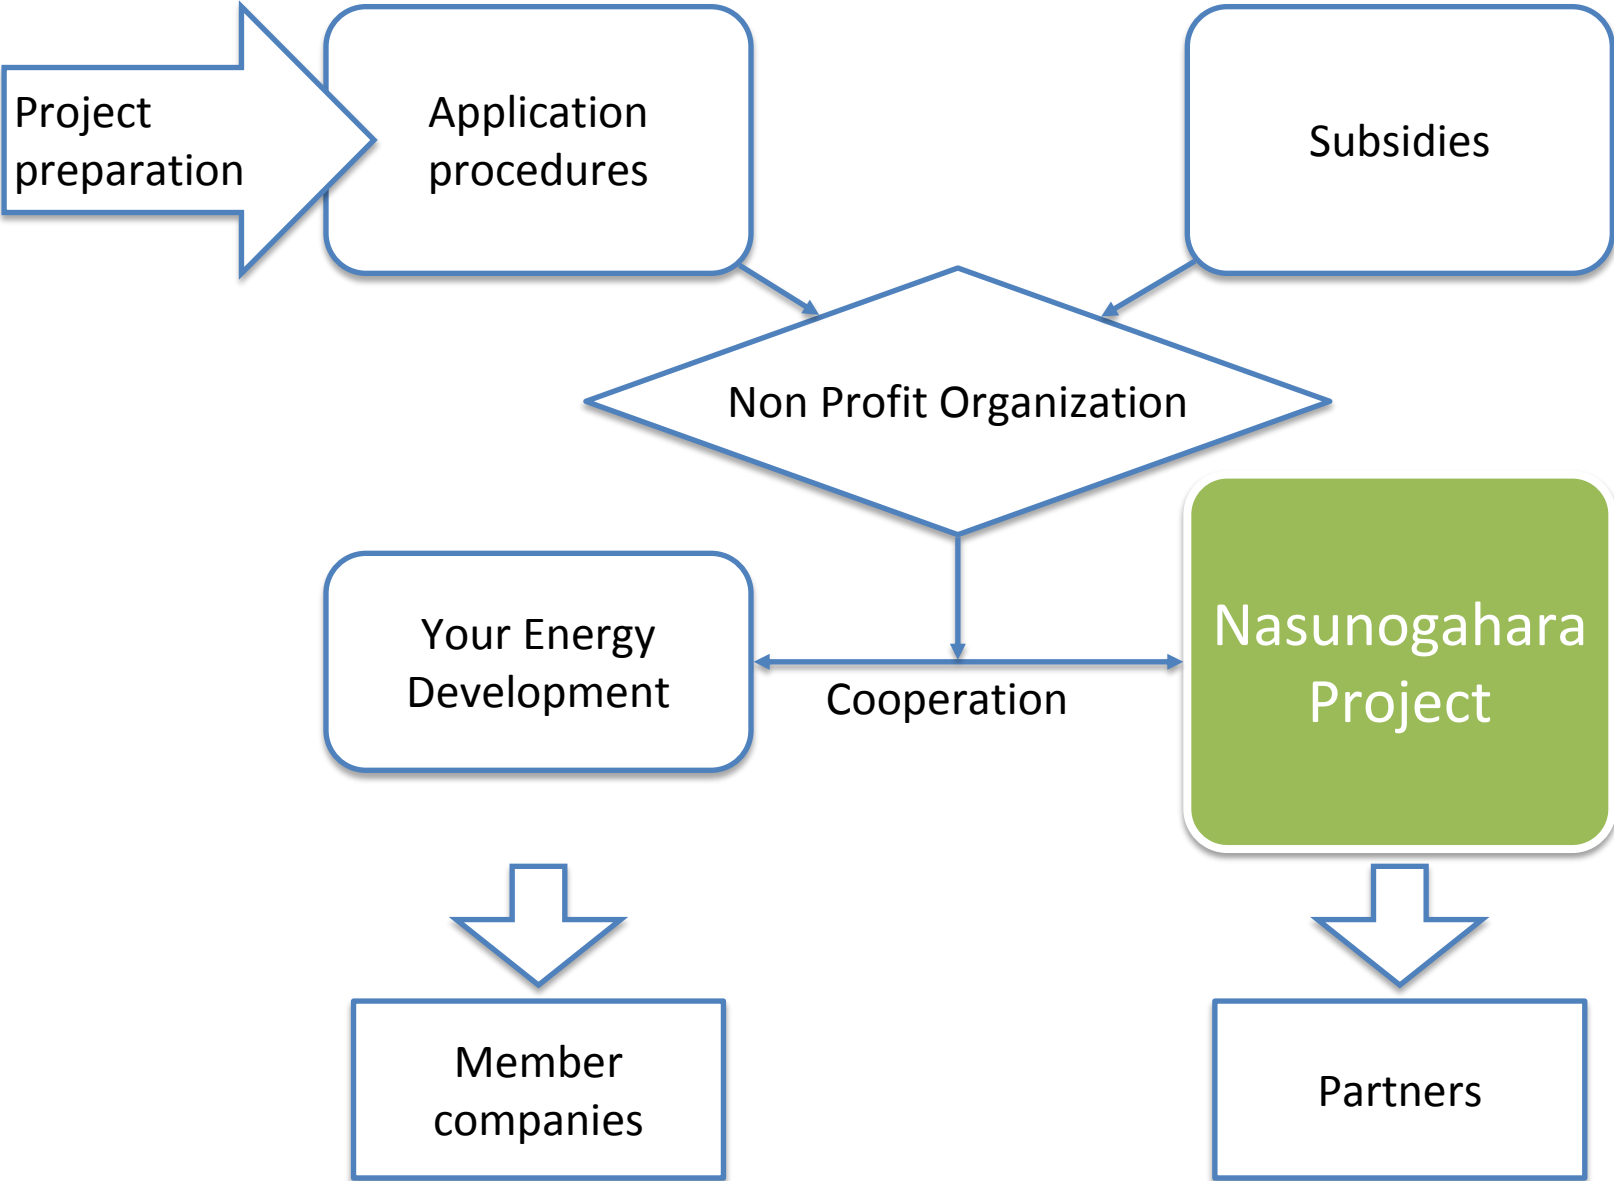 Project
preparation
Application
procedures
Subsidies
Non Profit Organization
Your Energy
Development
Cooperation
Nasunogahara
Project
Member
companies
Partners